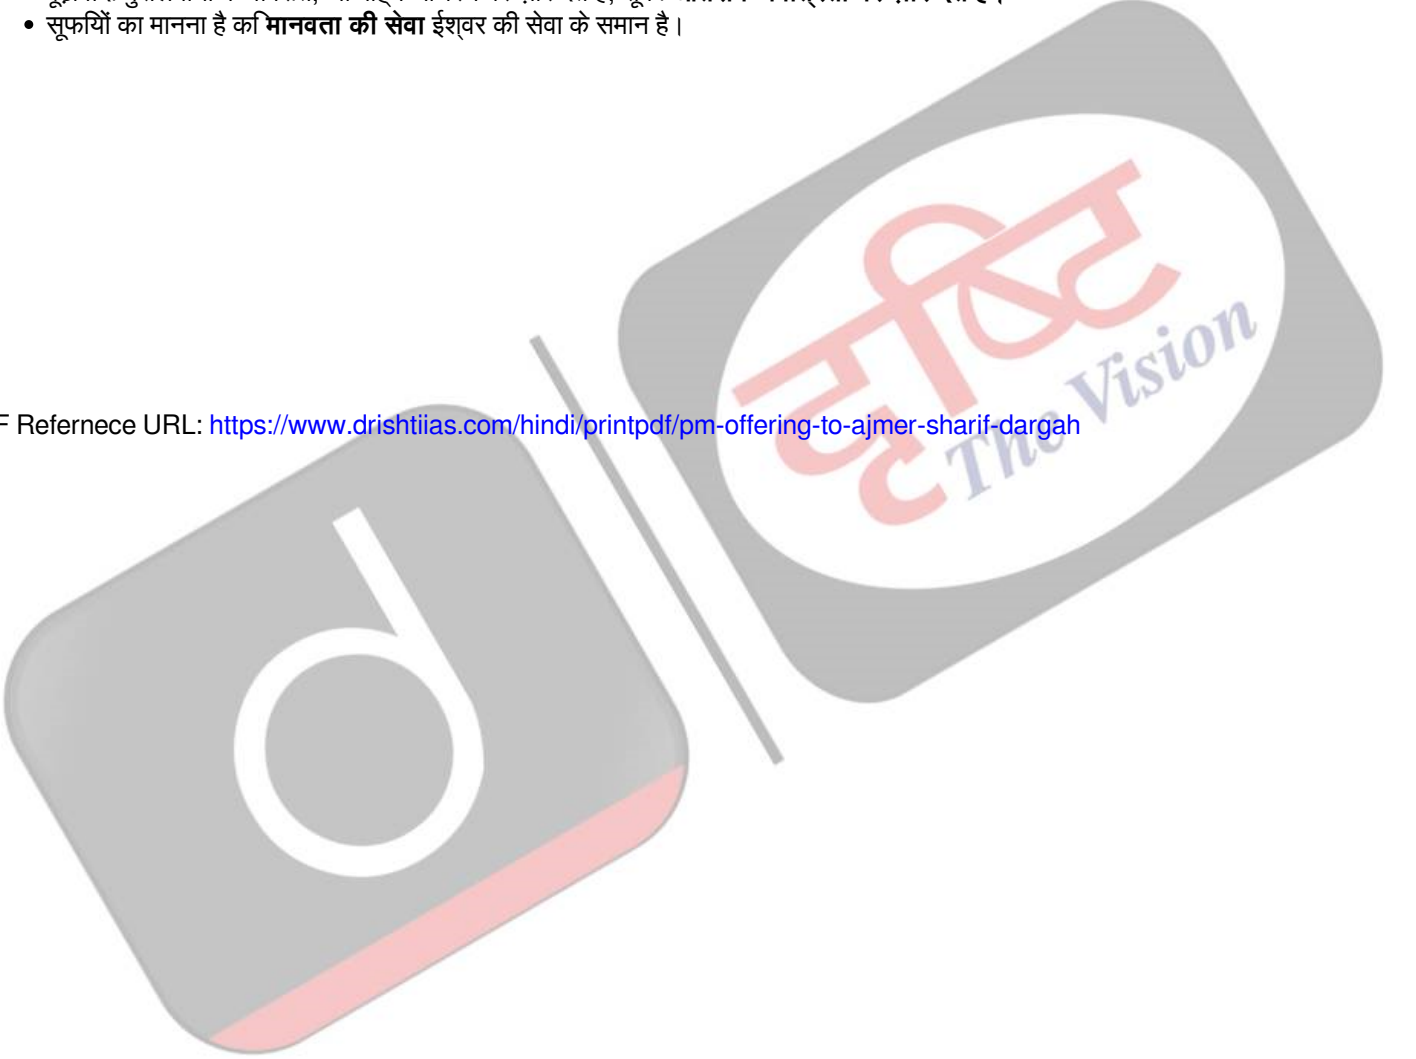 सूफियों का मानना है कि मानवता की सेवा ईश्वर की सेवा के समान है।
Refernece URL: https://www.drishtiias.com/hindi/printpdf/pm-offering-to-ajmer-sharif-dargah
दृष्टि
The Vision
d